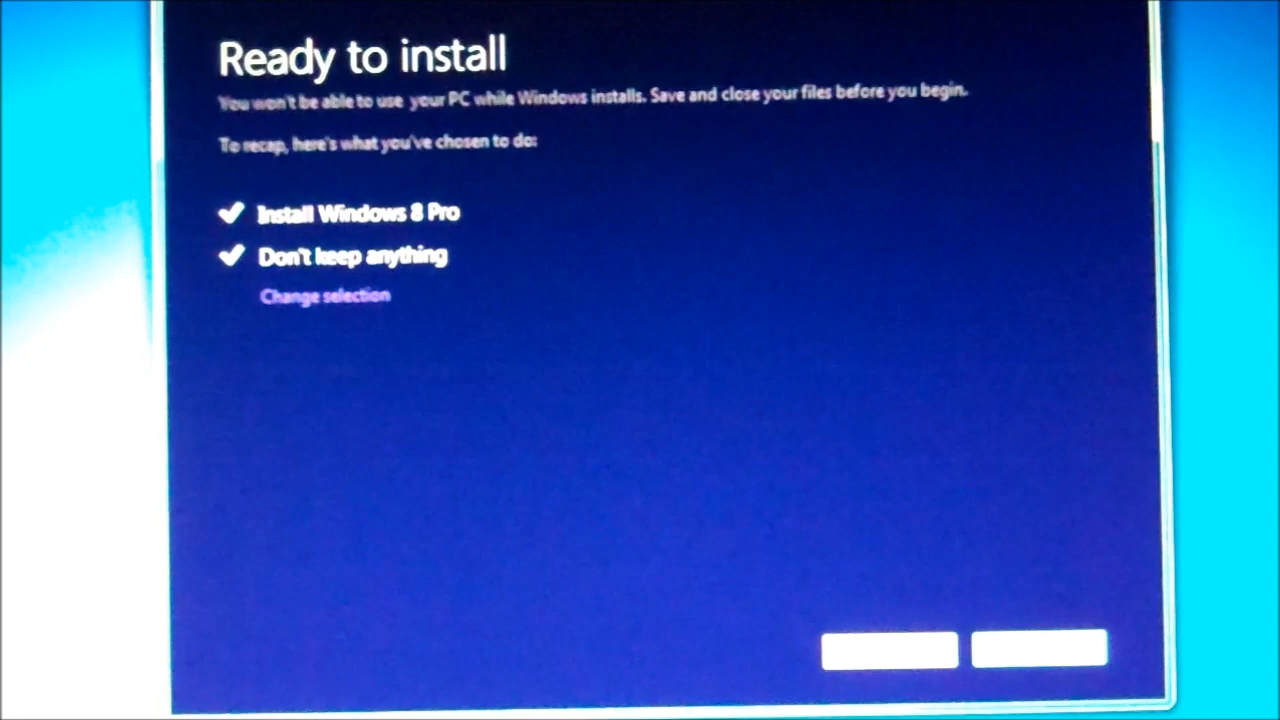 Ready to install
You won't be able to use your PC while Windows installs. Save and close your files before you begin.
To recap, here's what you've chosen to do:
Install Windows 8 Pro
Don't keep anything
Change selection